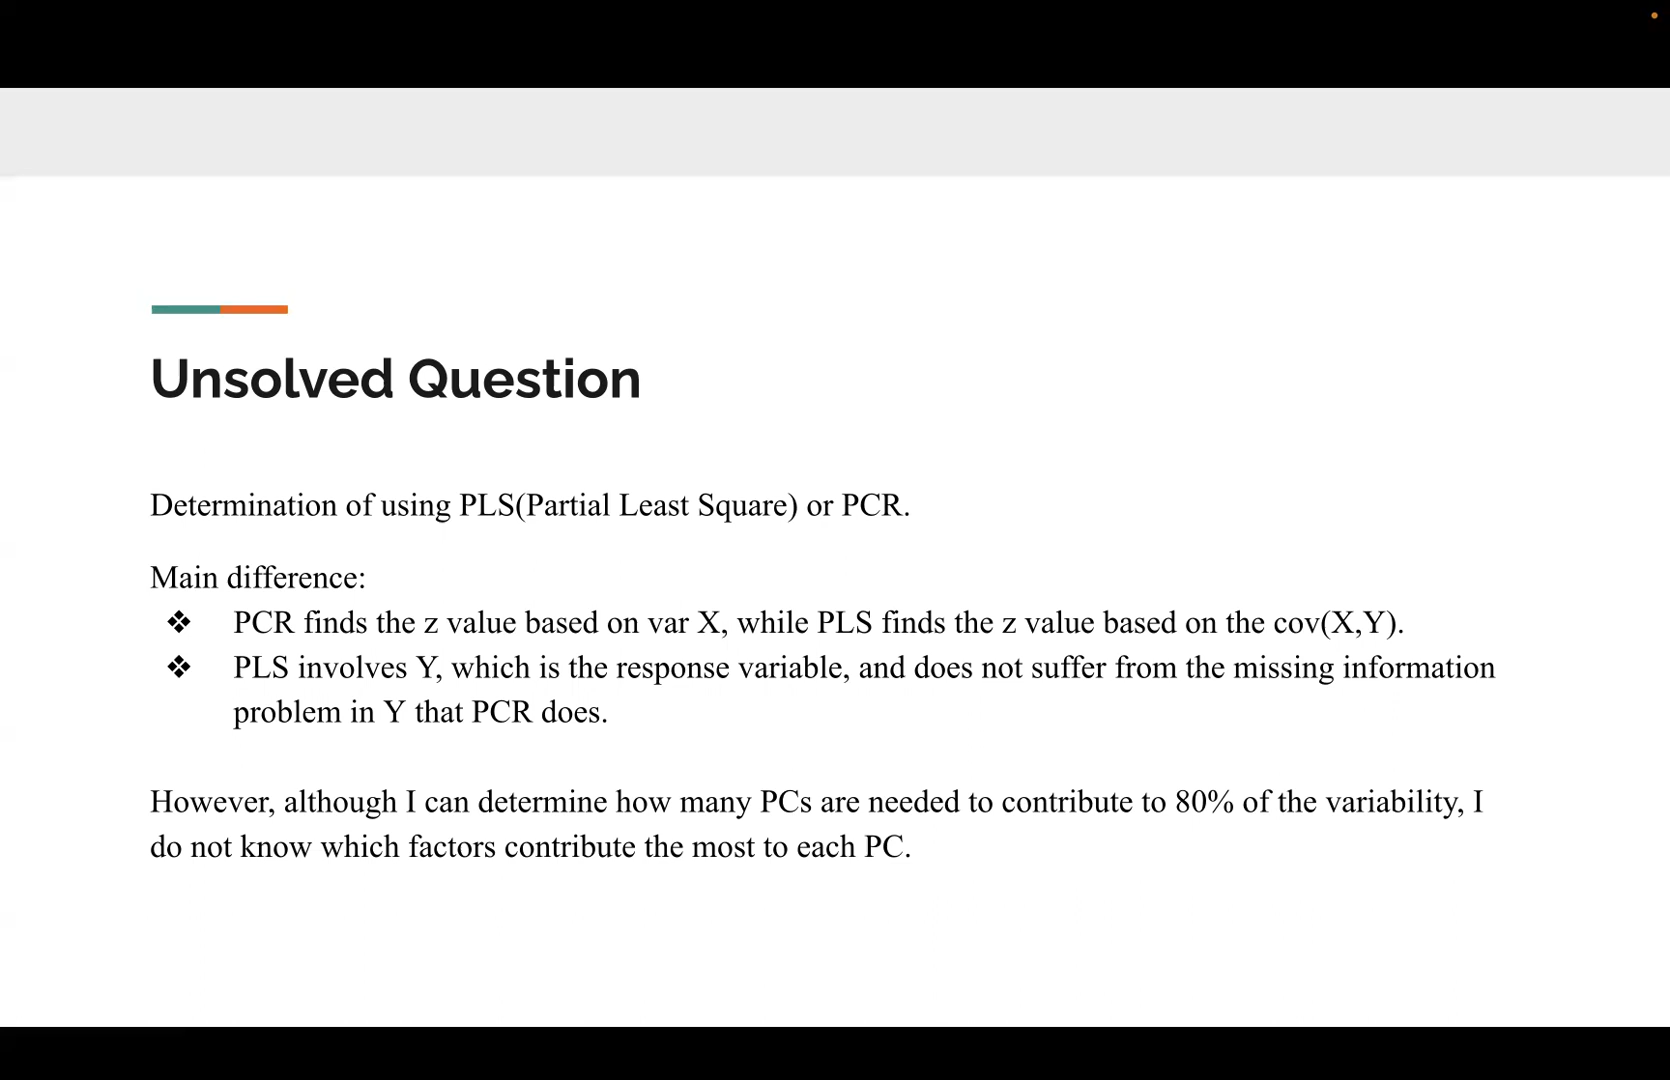 Unsolved Question
Determination of using PLS(Partial Least Square) or PCR.
Main difference:
❖ PCR finds the z value based on var X, while PLS finds the z value based on the cov(X,Y).
❖ PLS involves Y, which is the response variable, and does not suffer from the missing information
problem in Y that PCR does.
However, although I can determine how many PCs are needed to contribute to 80% of the variability, I
do not know which factors contribute the most to each PC.